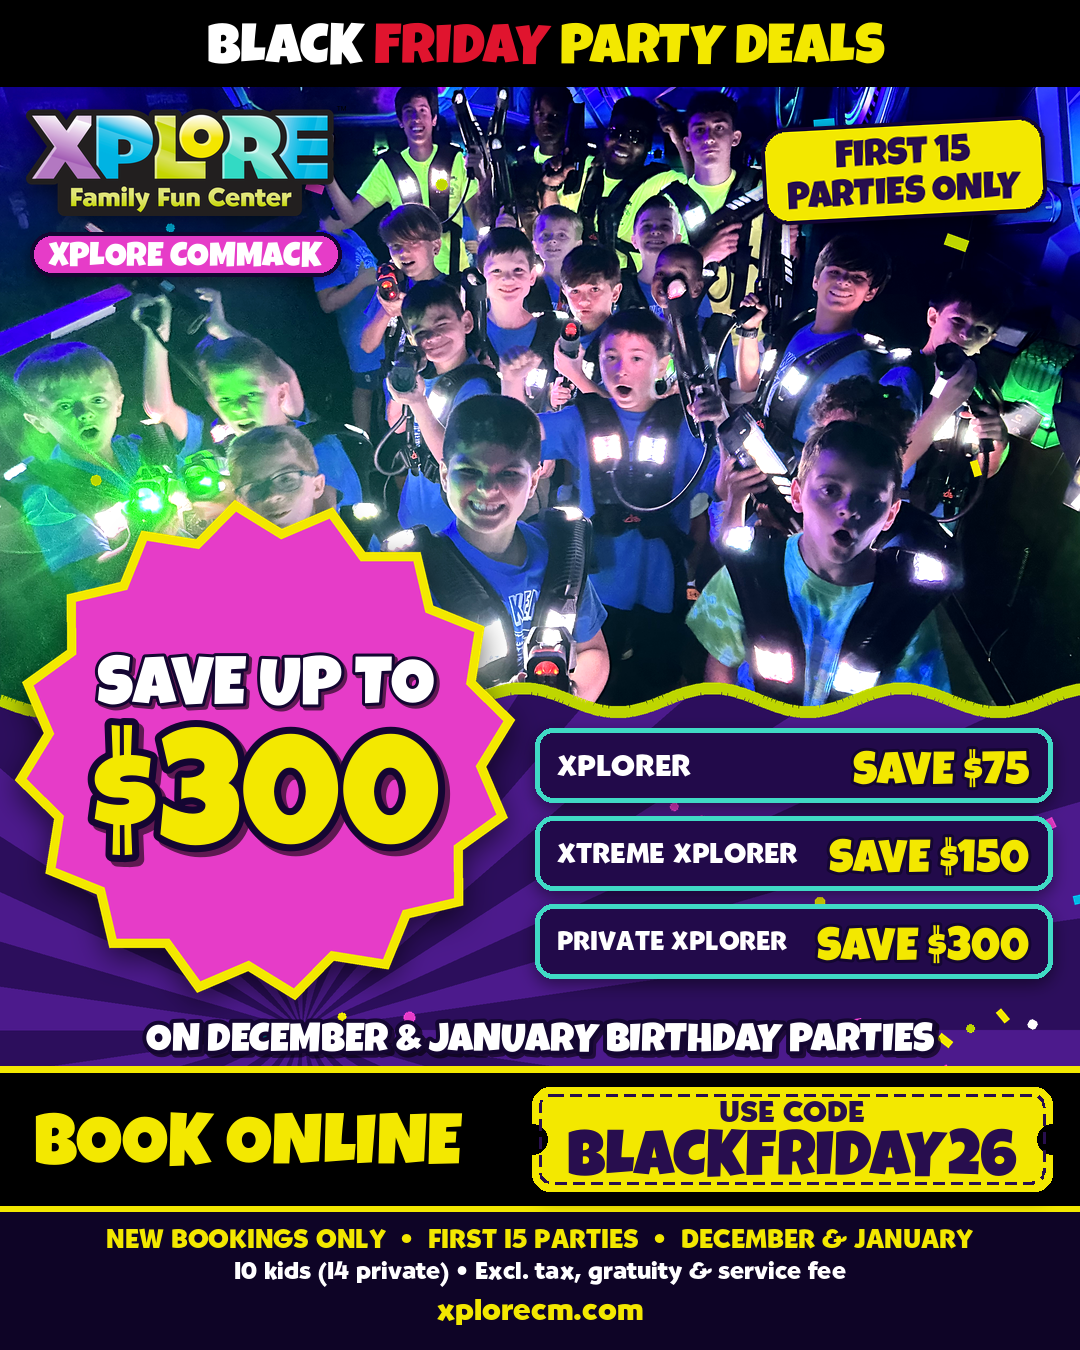 BLACK FRIDAY PARTY DEALS
XPLORE
Family Fun Center
XPLORE COMMACK
FIRST 15
PARTIES ONLY
SAVE UP TO
$300
XPLORER SAVE $75
XTREME XPLORER SAVE $150
PRIVATE XPLORER SAVE $300
ON DECEMBER & JANUARY BIRTHDAY PARTIES
BOOK ONLINE
USE CODE
BLACKFRIDAY26
NEW BOOKINGS ONLY • FIRST 15 PARTIES • DECEMBER & JANUARY
10 kids (14 private) • Excl. tax, gratuity & service fee
xplorecm.com